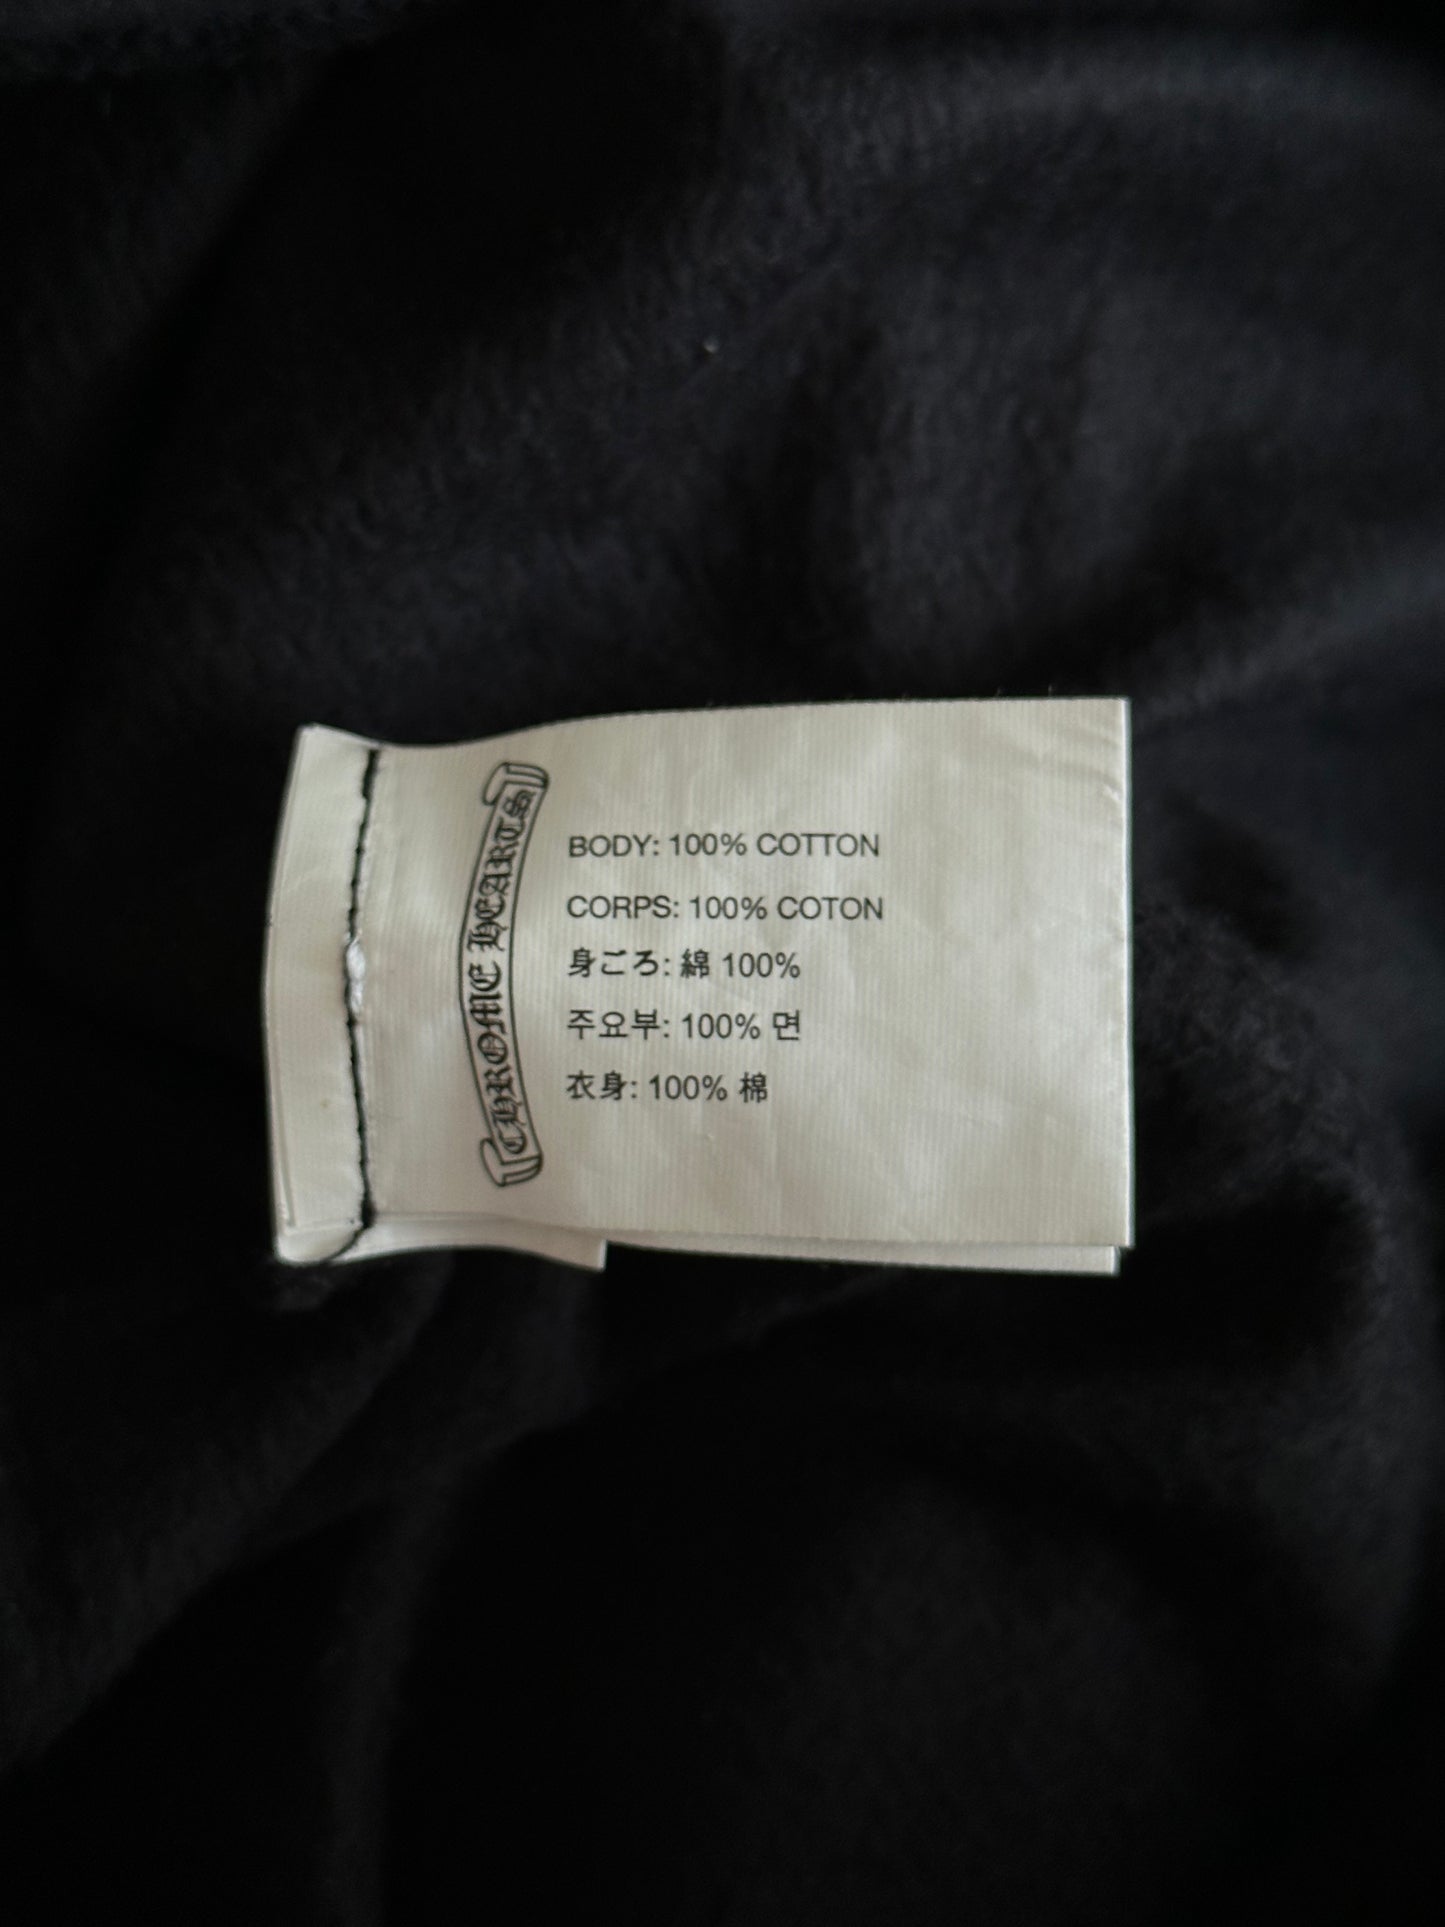 CHROME HEARTS
BODY: 100% COTTON
CORPS: 100% COTON
身ごろ: 綿 100%
주요부: 100% 면
衣身: 100% 棉